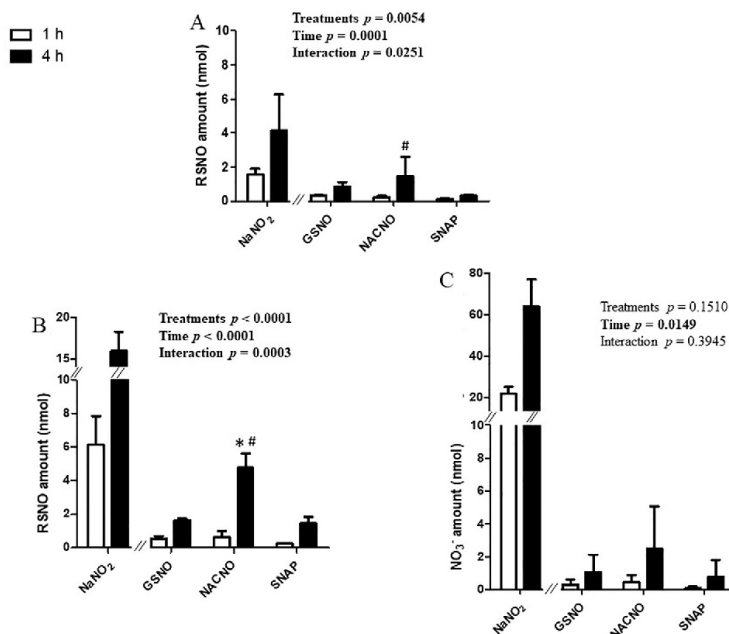 1 h
4 h
A
Treatments p = 0.0054
Time p = 0.0001
Interaction p = 0.0251
RSNO amount (nmol)
10
8
6
4
2
0
#
NaNO₂
GSNO
NACNO
SNAP
B
Treatments p < 0.0001
Time p < 0.0001
Interaction p = 0.0003
RSNO amount (nmol)
20
15
10
8
6
4
2
0
* #
NaNO₂
GSNO
NACNO
SNAP
C
Treatments p = 0.1510
Time p = 0.0149
Interaction p = 0.3945
NO₃⁻ amount (nmol)
80
60
40
20
10
8
6
4
2
0
NaNO₂
GSNO
NACNO
SNAP